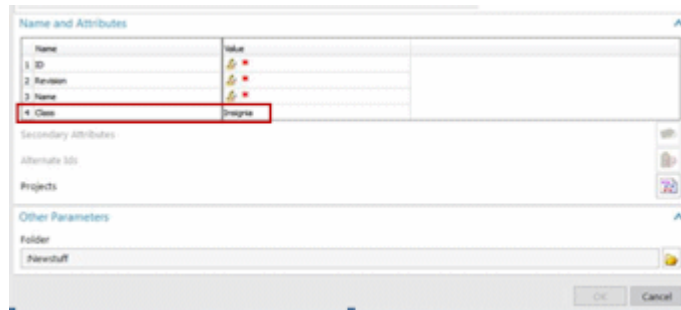 Name and Attributes
Name Value
1 ID
2 Revision
3 Name
4 Class Insignia
Secondary Attributes
Alternate Ids
Projects
Other Parameters
Folder
:Newstuff
OK Cancel